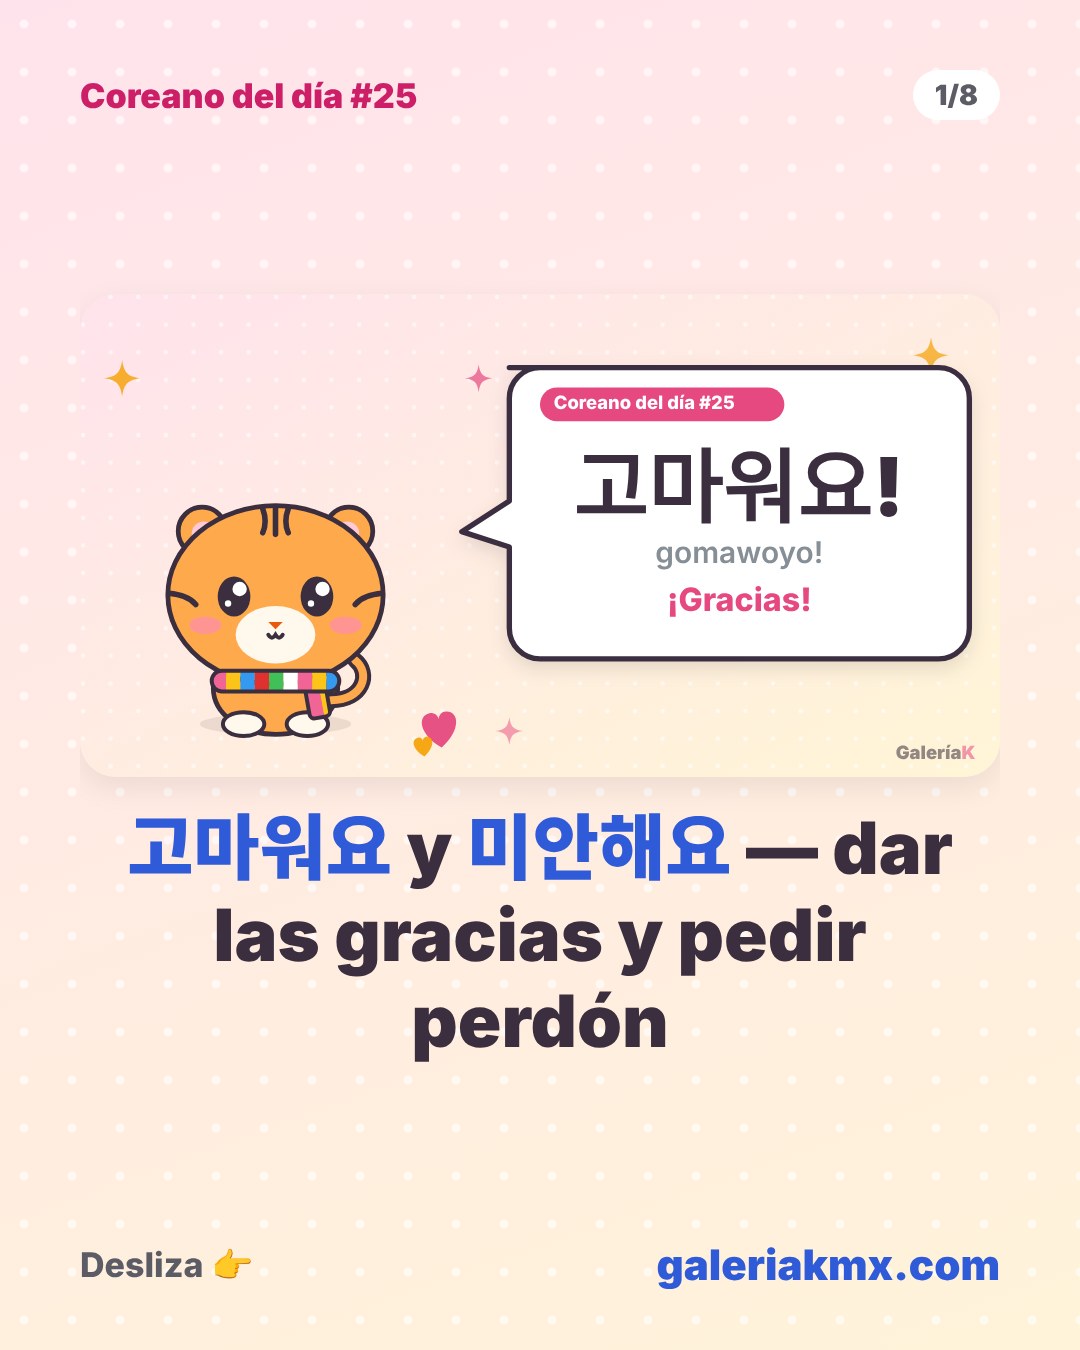 Coreano del día #25
1/8
Coreano del día #25
고마워요!
gomawoyo!
¡Gracias!
GaleríaK
고마워요 y 미안해요 — dar
las gracias y pedir
perdón
Desliza 👉
galeriakmx.com